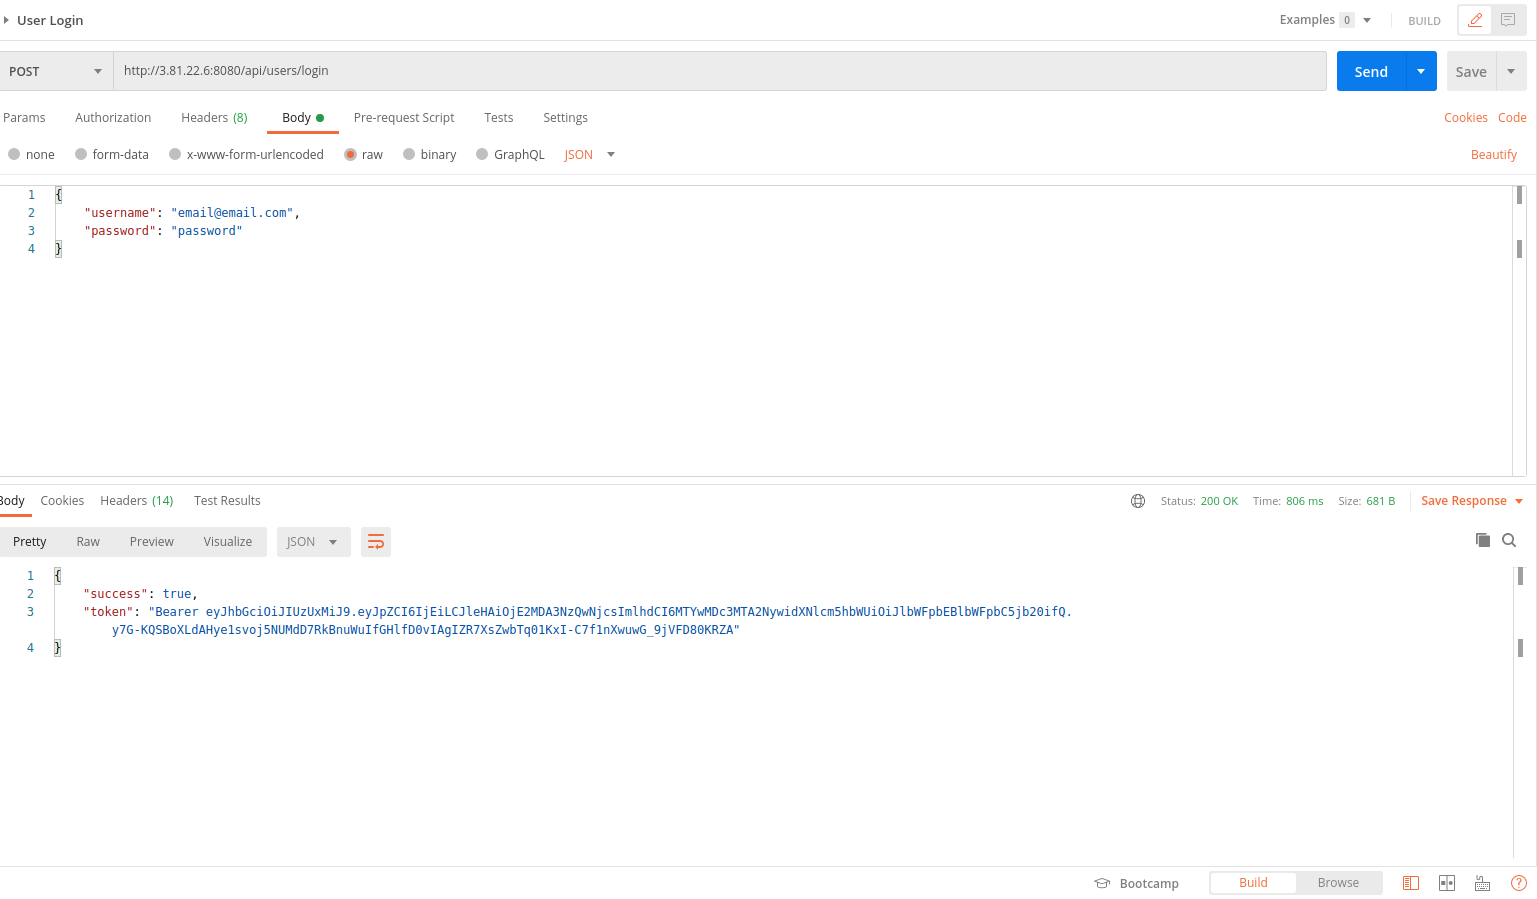 User Login
Examples 0
BUILD
POST
http://3.81.22.6:8080/api/users/login
Send
Save
Params Authorization Headers (8) Body Pre-request Script Tests Settings
Cookies Code
none form-data x-www-form-urlencoded raw binary GraphQL JSON
Beautify
1 {
2 "username": "email@email.com",
3 "password": "password"
4 }
Body Cookies Headers (14) Test Results
Status: 200 OK Time: 806 ms Size: 681 B
Save Response
Pretty Raw Preview Visualize JSON
1 {
2 "success": true,
3 "token": "Bearer eyJhbGciOiJIUzUxMiJ9.eyJpZCI6IjEiLCJleHAiOjE2MDA3NzQwNjcsImlhdCI6MTYwMDc3MTA2NywidXNlcm5hbWUiOiJlbWFpbEBlbWFpbC5jb20ifQ.
y7G-KQSBoXLdAHye1svoj5NUMdD7RkBnuWuIfGHlfD0vIAgIZR7XsZwbTq01KxI-C7f1nXwuwG_9jVFD80KRZA"
4 }
Bootcamp
Build
Browse